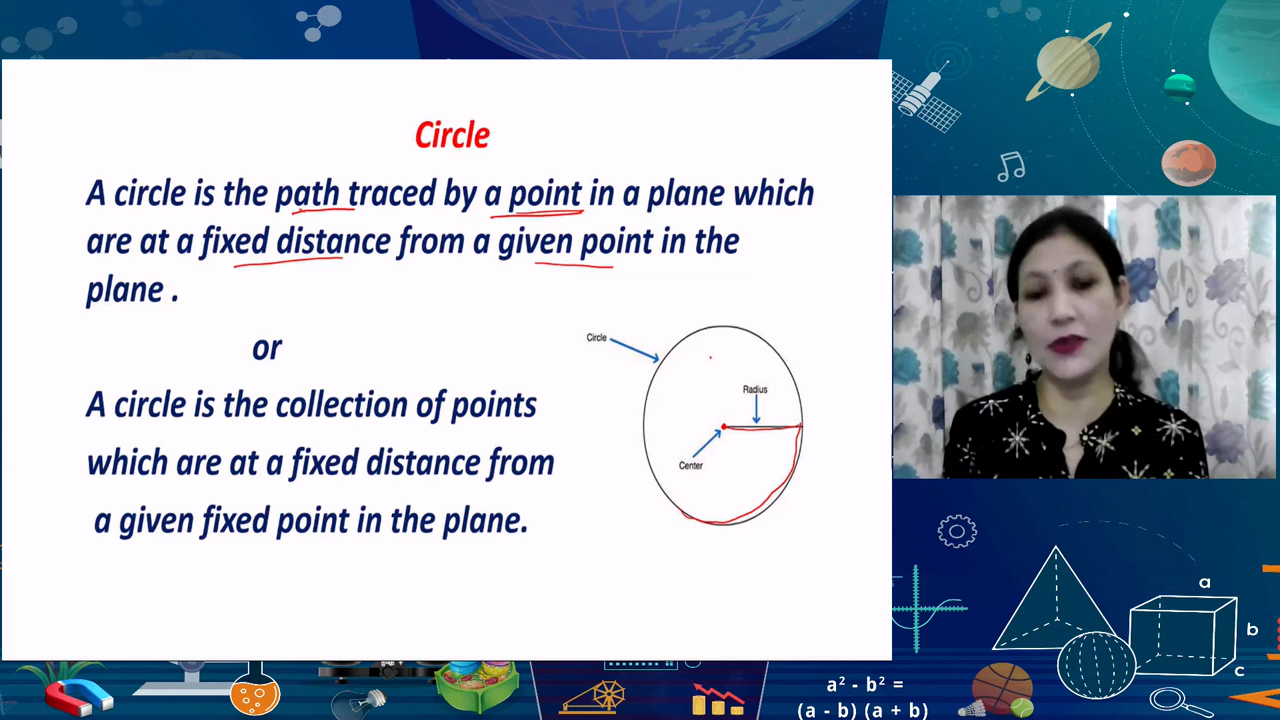 Circle
A circle is the path traced by a point in a plane which
are at a fixed distance from a given point in the
plane .
or
A circle is the collection of points
which are at a fixed distance from
a given fixed point in the plane.
Circle
Radius
Center
a
b
c
a² - b² =
(a - b) (a + b)